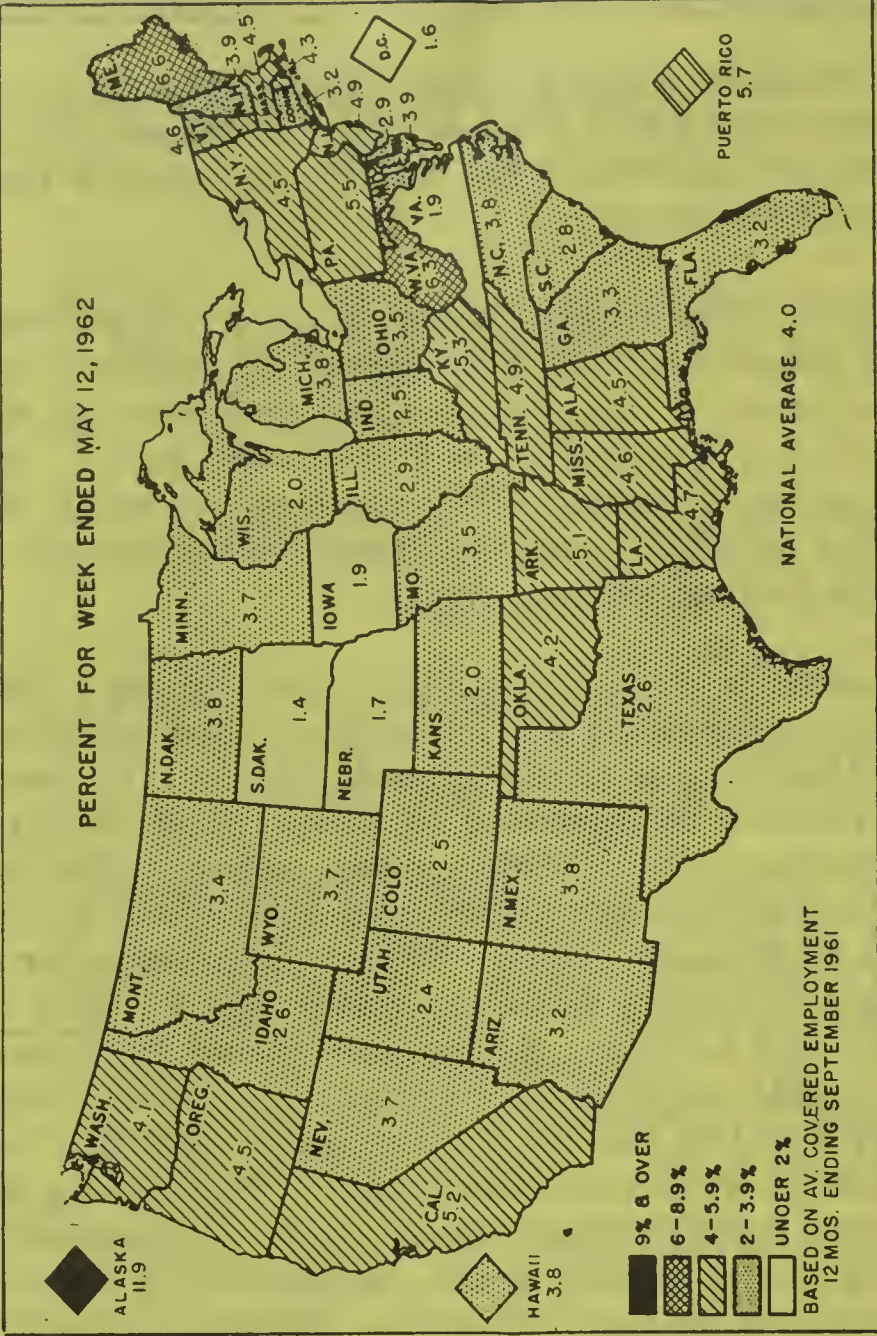 PERCENT FOR WEEK ENDED MAY 12, 1962
ALASKA
11.9
WASH.
4.1
OREG.
4.5
CAL.
5.2
NEV.
3.7
IDAHO
2.6
MONT.
3.4
WYO.
3.7
UTAH
2.4
COLO
2.5
ARIZ
3.2
N.MEX.
3.8
N.DAK.
3.8
S.DAK.
1.4
NEBR.
1.7
KANS.
2.0
OKLA.
4.2
TEXAS
2.6
MINN.
3.7
IOWA
1.9
MO.
3.5
ARK.
5.1
LA.
4.7
WIS.
2.0
ILL.
2.9
MICH.
3.8
IND
2.5
OHIO
3.5
KY.
5.3
TENN.
4.9
MISS.
4.6
ALA.
4.5
GA
3.3
FLA.
3.2
S.C.
2.8
N.C.
3.8
VA.
1.9
W.VA.
6.3
PA.
5.5
N.Y.
4.5
VT.
4.6
ME.
6.6
N.H.
3.9
MASS.
4.5
CONN.
4.3
3.2
N.J.
4.9
2.9
MD.
3.9
D.C.
1.6
PUERTO RICO
5.7
HAWAII
3.8
NATIONAL AVERAGE 4.0
9% & OVER
6-8.9%
4-5.9%
2-3.9%
UNDER 2%
BASED ON AV. COVERED EMPLOYMENT
12 MOS. ENDING SEPTEMBER 1961